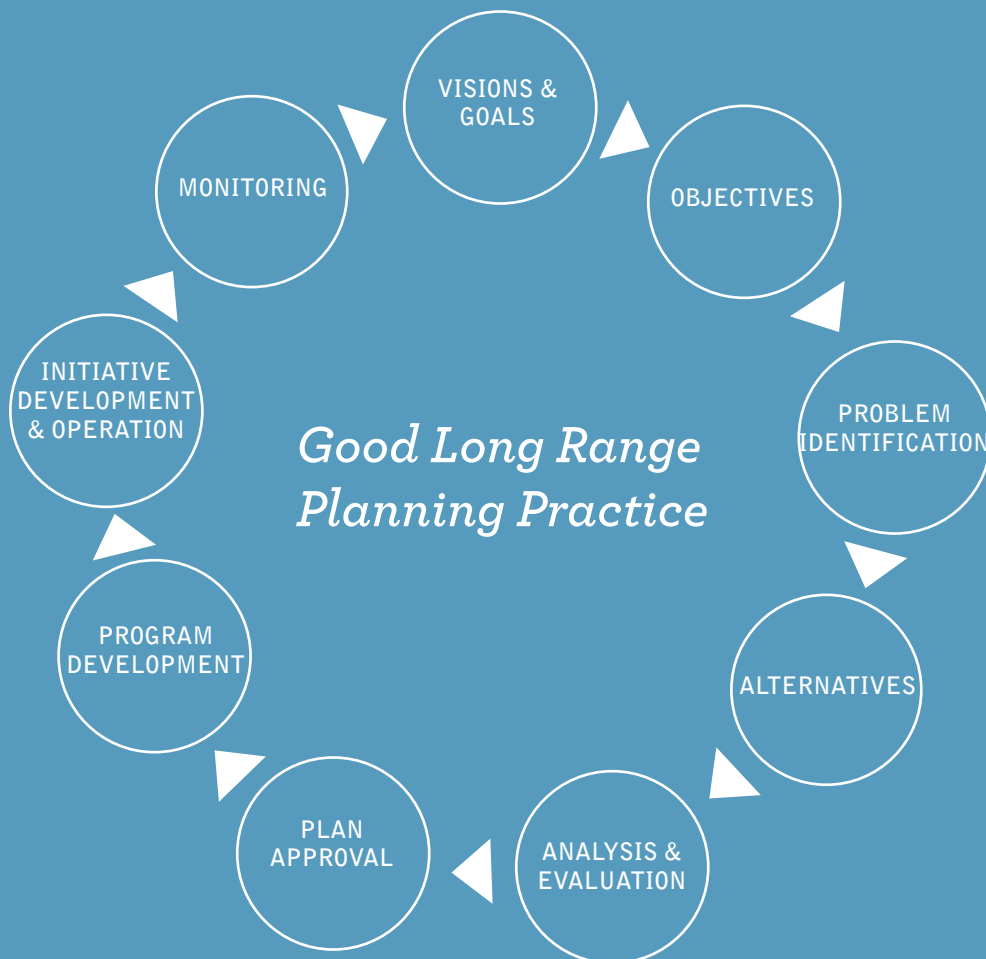 VISIONS &
GOALS
OBJECTIVES
PROBLEM
IDENTIFICATION
ALTERNATIVES
ANALYSIS &
EVALUATION
PLAN
APPROVAL
PROGRAM
DEVELOPMENT
INITIATIVE
DEVELOPMENT
& OPERATION
MONITORING
Good Long Range
Planning Practice